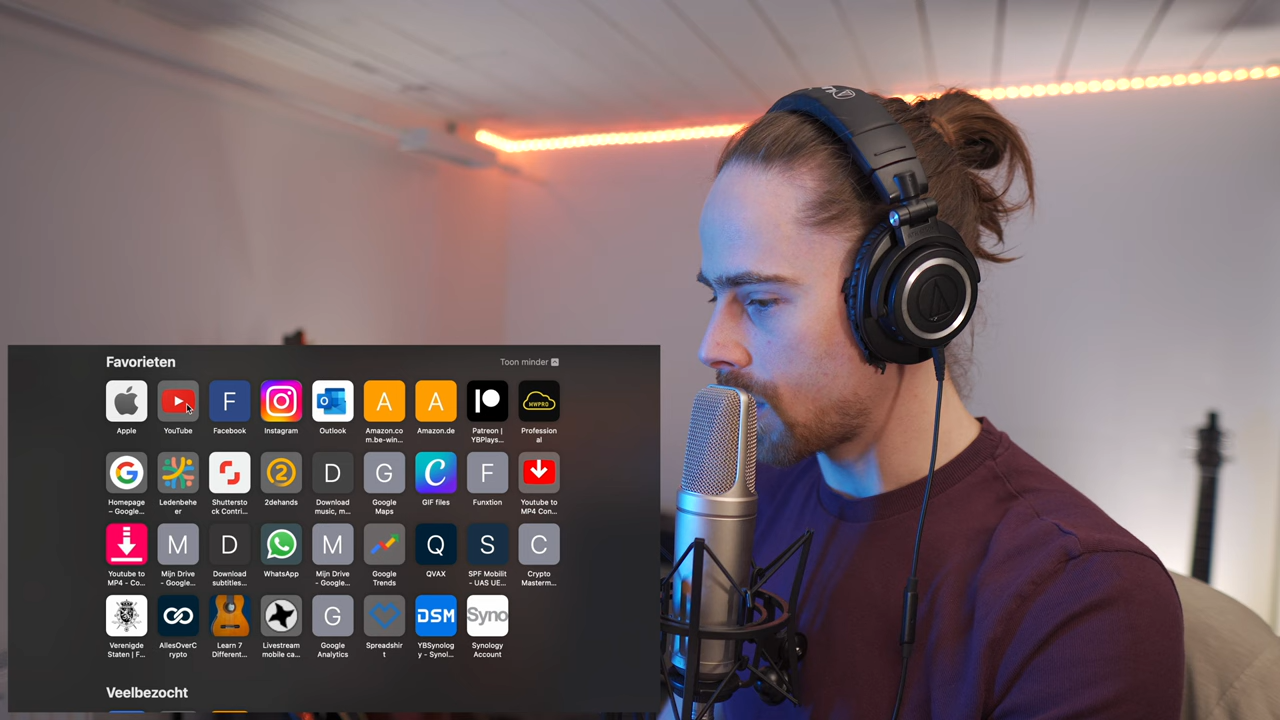 Favorieten
Toon minder
F
A
A
Apple
YouTube
Facebook
Instagram
Outlook
Amazon.co
m.be-win...
Amazon.de
Patreon |
YBPlays...
MWPRO
Profession
al
G
2
D
G
C
F
Homepage
– Google...
Ledenbehe
er
Shuttersto
ck Contri...
2dehands
Download
music, m...
Google
Maps
GIF files
Funxtion
Youtube to
MP4 Con...
M
D
M
Q
S
C
Youtube to
MP4 - Co...
Mijn Drive
- Google...
Download
subtitles...
WhatsApp
Mijn Drive
- Google...
Google
Trends
QVAX
SPF Mobilit
- UAS UE...
Crypto
Masterm...
G
DSM
Syno
Verenigde
Staten | F...
AllesOverC
rypto
Learn 7
Different...
Livestream
mobile ca...
Google
Analytics
Spreadshir
t
YBSynolog
y - Synol...
Synology
Account
Veelbezocht